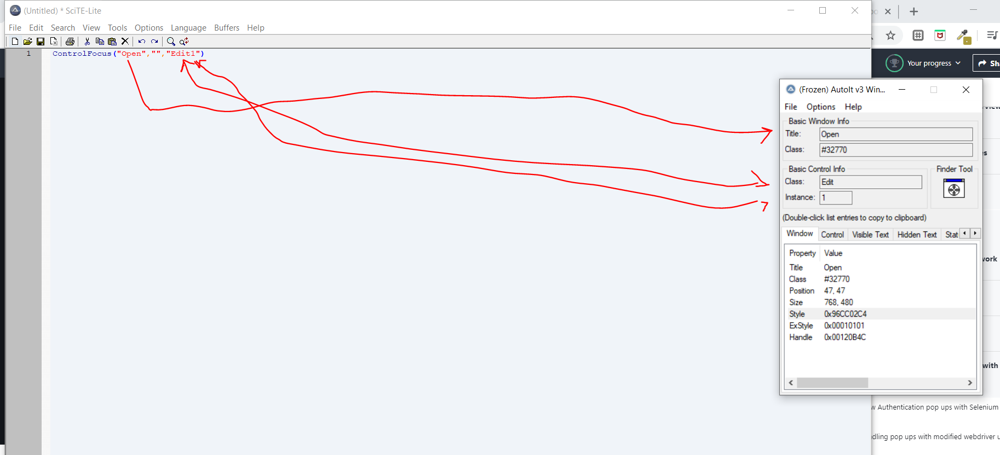 (Untitled) * SciTE-Lite
File Edit Search View Tools Options Language Buffers Help
1 ControlFocus("Open","","Edit1")
Your progress
(Frozen) AutoIt v3 Win...
File Options Help
Basic Window Info
Title: Open
Class: #32770
Basic Control Info
Finder Tool
Class: Edit
Instance: 1
(Double-click list entries to copy to clipboard)
Window Control Visible Text Hidden Text Stat
Property Value
Title Open
Class #32770
Position 47, 47
Size 768, 480
Style 0x96CC02C4
ExStyle 0x00010101
Handle 0x00120B4C
work
with
w Authentication pop ups with Selenium
dling pop ups with modified webdriver u